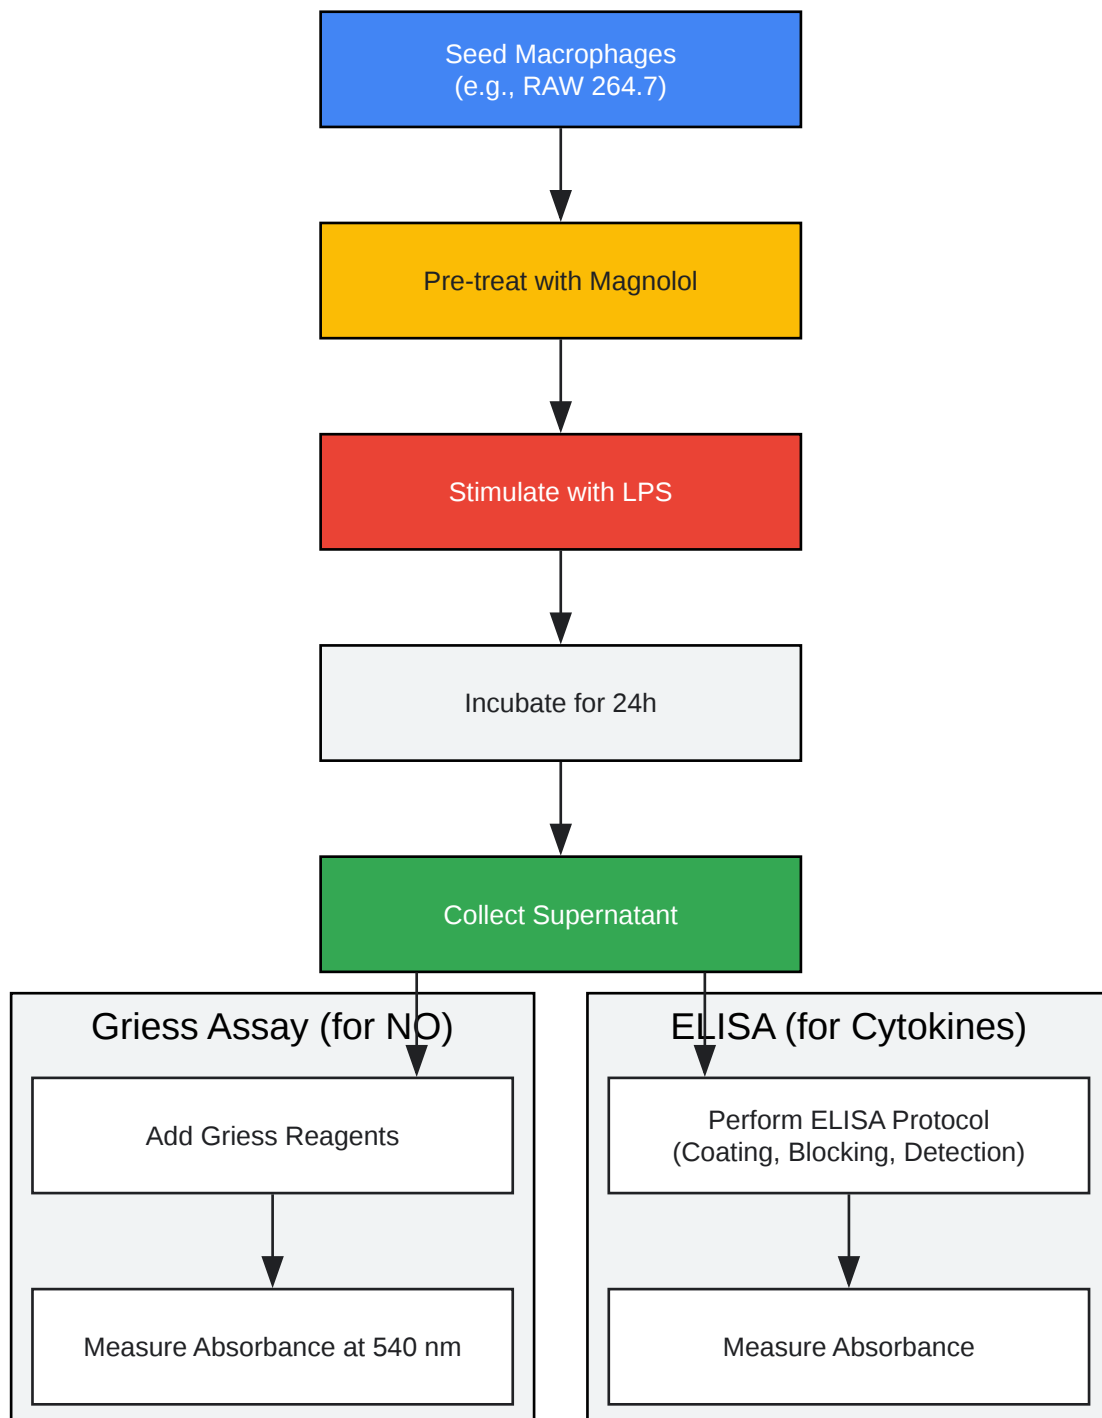 Seed Macrophages
(e.g., RAW 264.7)
Pre-treat with Magnolol
Stimulate with LPS
Incubate for 24h
Collect Supernatant
Griess Assay (for NO)
Add Griess Reagents
Measure Absorbance at 540 nm
ELISA (for Cytokines)
Perform ELISA Protocol
(Coating, Blocking, Detection)
Measure Absorbance